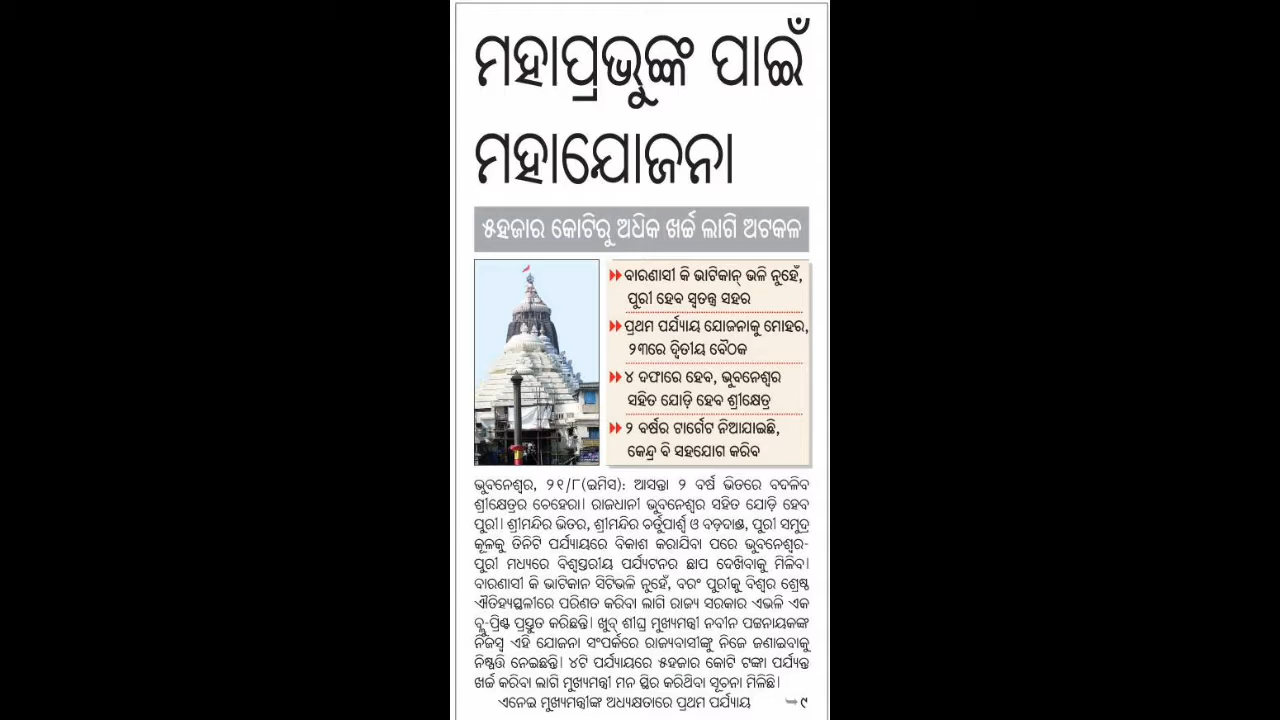 ମହାପ୍ରଭୁଙ୍କ ପାଇଁ
ମହାଯୋଜନା
୫ହଜାର କୋଟିରୁ ଅଧିକ ଖର୍ଚ୍ଚ ଲାଗି ଅଟକଳ
ବାରଣାସୀ କି ଭାଟିକାନ୍ ଭଳି ନୁହେଁ,
ପୁରୀ ହେବ ସ୍ୱତନ୍ତ୍ର ସହର
ପ୍ରଥମ ପର୍ଯ୍ୟାୟ ଯୋଜନାକୁ ମୋହର,
୨୩ରେ ଦ୍ୱିତୀୟ ବୈଠକ
୪ ଦଫାରେ ହେବ, ଭୁବନେଶ୍ୱର
ସହିତ ଯୋଡ଼ି ହେବ ଶ୍ରୀକ୍ଷେତ୍ର
୨ ବର୍ଷର ଟାର୍ଗେଟ ନିଆଯାଇଛି,
କେନ୍ଦ୍ର ବି ସହଯୋଗ କରିବ
ଭୁବନେଶ୍ୱର, ୨୧/୮(ଇମିସ): ଆସନ୍ତା ୨ ବର୍ଷ ଭିତରେ ବଦଳିବ
ଶ୍ରୀକ୍ଷେତ୍ରର ଚେହେରା। ରାଜଧାନୀ ଭୁବନେଶ୍ୱର ସହିତ ଯୋଡ଼ି ହେବ
ପୁରୀ। ଶ୍ରୀମନ୍ଦିର ଭିତର, ଶ୍ରୀମନ୍ଦିର ଚର୍ତୁପାର୍ଶ୍ୱ ଓ ବଡ଼ଦାଣ୍ଡ, ପୁରୀ ସମୁଦ୍ର
କୂଳକୁ ତିନିଟି ପର୍ଯ୍ୟାୟରେ ବିକାଶ କରାଯିବା ପରେ ଭୁବନେଶ୍ୱର-
ପୁରୀ ମଧ୍ୟରେ ବିଶ୍ୱସ୍ତରୀୟ ପର୍ଯ୍ୟଟନର ଛାପ ଦେଖିବାକୁ ମିଳିବ।
ବାରଣାସୀ କି ଭାଟିକାନ ସିଟିଭଳି ନୁହେଁ, ବରଂ ପୁରୀକୁ ବିଶ୍ୱର ଶ୍ରେଷ୍ଠ
ଐତିହ୍ୟସ୍ଥଳୀରେ ପରିଣତ କରିବା ଲାଗି ରାଜ୍ୟ ସରକାର ଏଭଳି ଏକ
ବ୍ଲୁ-ପ୍ରିଣ୍ଟ ପ୍ରସ୍ତୁତ କରିଛନ୍ତି। ଖୁବ୍ ଶୀଘ୍ର ମୁଖ୍ୟମନ୍ତ୍ରୀ ନବୀନ ପଟ୍ଟନାୟକଙ୍କ
ନିଜସ୍ୱ ଏହି ଯୋଜନା ସଂପର୍କରେ ରାଜ୍ୟବାସୀଙ୍କୁ ନିଜେ ଜଣାଇବାକୁ
ନିଷ୍ପତ୍ତି ନେଇଛନ୍ତି। ୪ଟି ପର୍ଯ୍ୟାୟରେ ୫ହଜାର କୋଟି ଟଙ୍କା ପର୍ଯ୍ୟନ୍ତ
ଖର୍ଚ୍ଚ କରିବା ଲାଗି ମୁଖ୍ୟମନ୍ତ୍ରୀ ମନ ସ୍ଥିର କରିଥିବା ସୂଚନା ମିଳିଛି।
ଏନେଇ ମୁଖ୍ୟମନ୍ତ୍ରୀଙ୍କ ଅଧ୍ୟକ୍ଷତାରେ ପ୍ରଥମ ପର୍ଯ୍ୟାୟ ➥ ୯